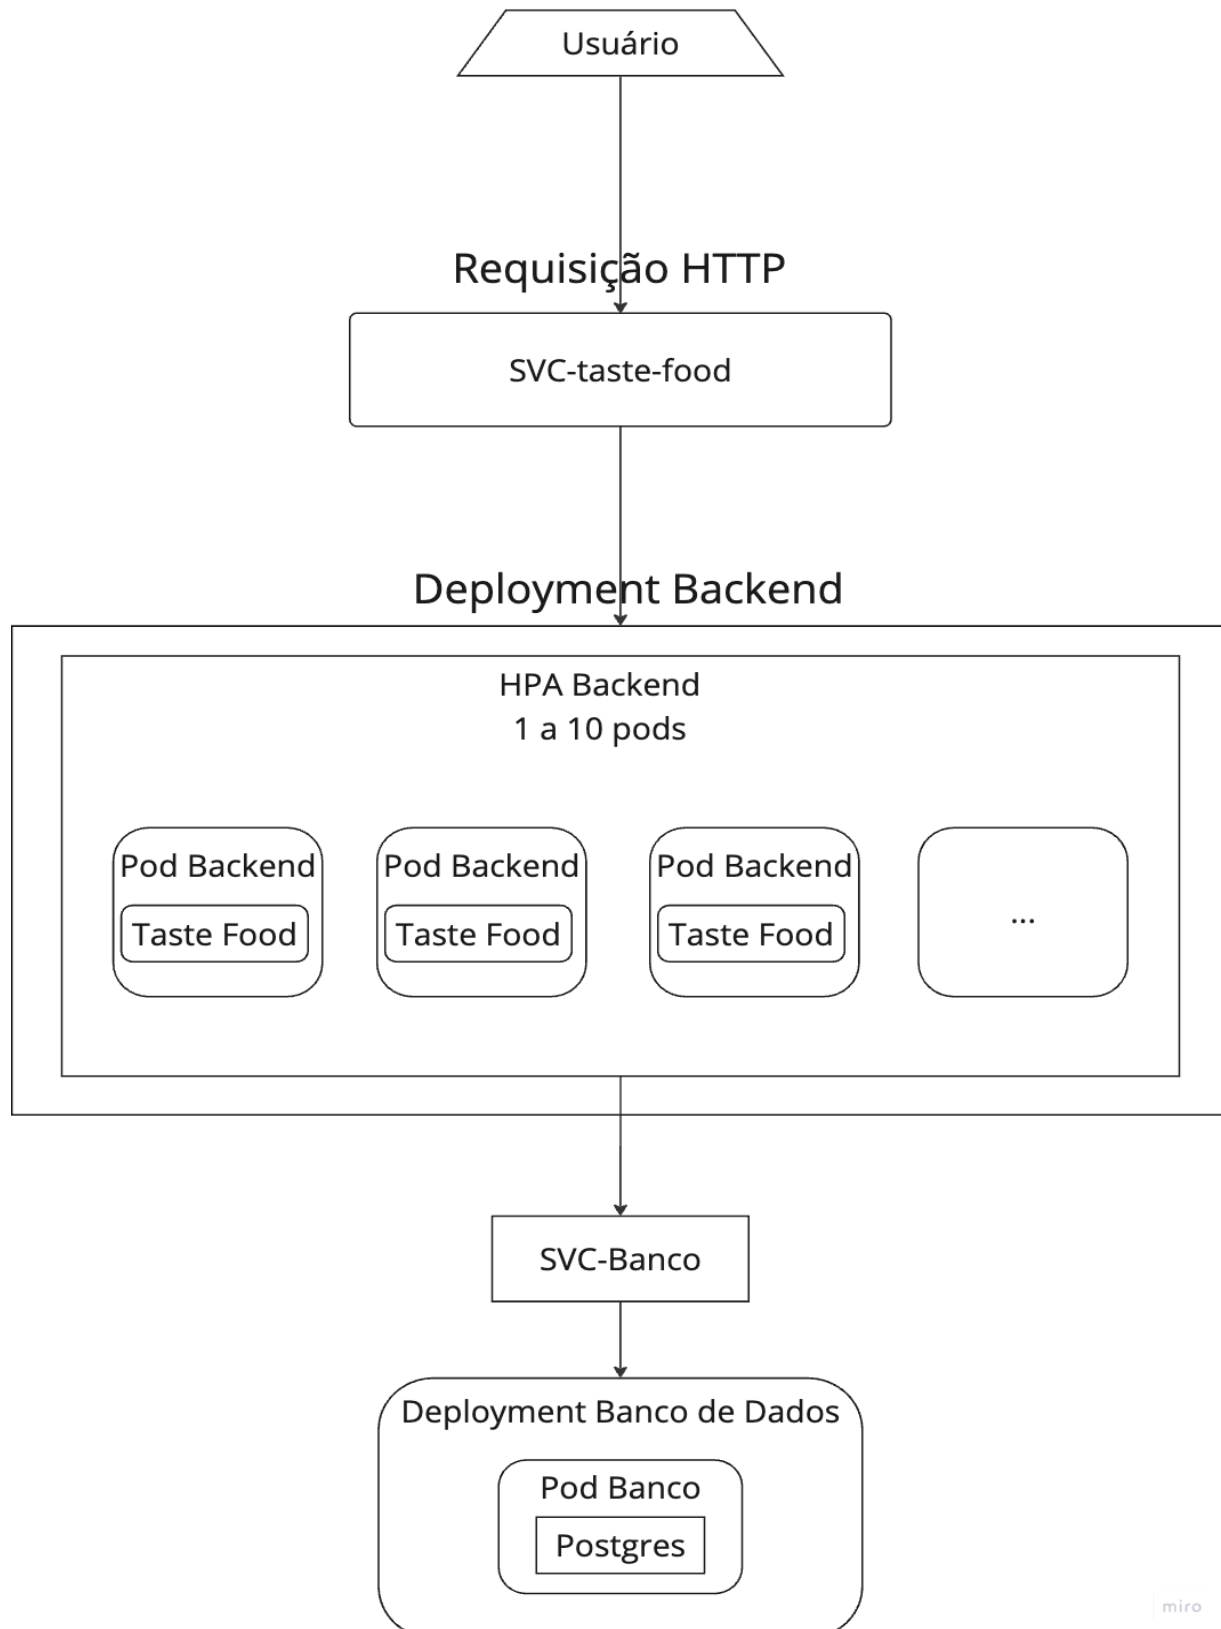 Usuário
Requisição HTTP
SVC-taste-food
Deployment Backend
HPA Backend
1 a 10 pods
Pod Backend
Taste Food
Pod Backend
Taste Food
Pod Backend
Taste Food
...
SVC-Banco
Deployment Banco de Dados
Pod Banco
Postgres
miro